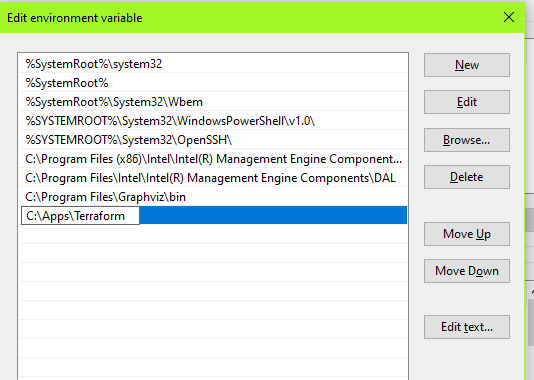 Edit environment variable
%SystemRoot%\system32
%SystemRoot%
%SystemRoot%\System32\Wbem
%SYSTEMROOT%\System32\WindowsPowerShell\v1.0\
%SYSTEMROOT%\System32\OpenSSH\
C:\Program Files (x86)\Intel\Intel(R) Management Engine Component...
C:\Program Files\Intel\Intel(R) Management Engine Components\DAL
C:\Program Files\Graphviz\bin
C:\Apps\Terraform
New
Edit
Browse...
Delete
Move Up
Move Down
Edit text...